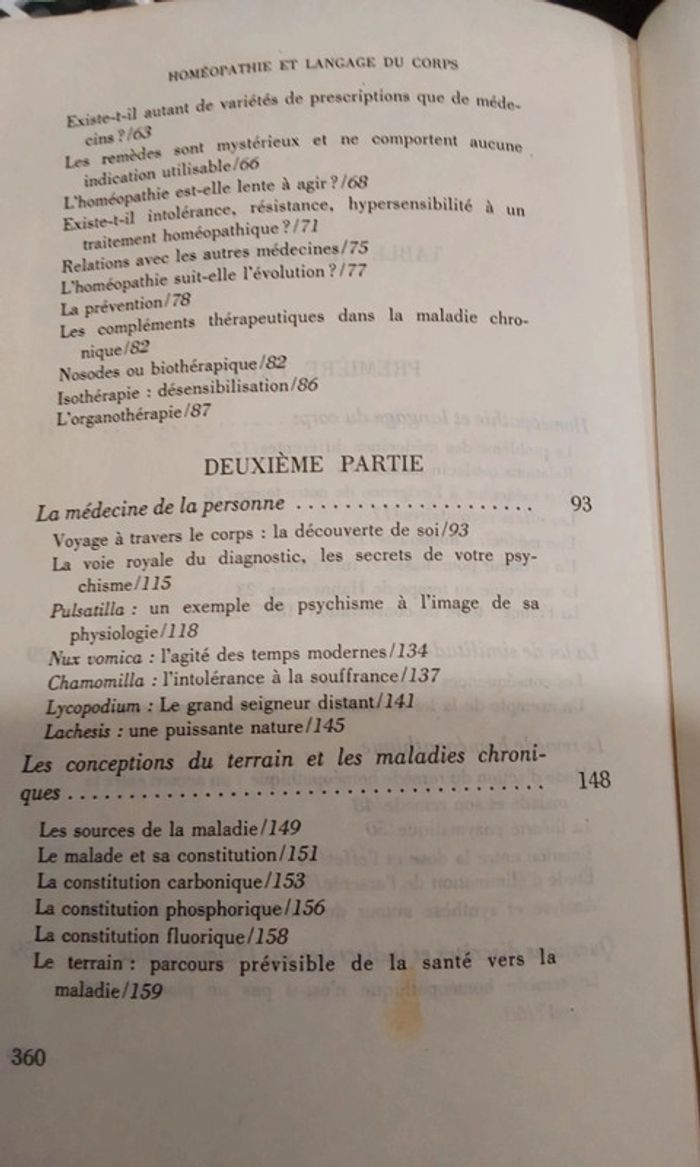 HOMÉOPATHIE ET LANGAGE DU CORPS
Existe-t-il autant de variétés de prescriptions que de méde-
cins ?/63
Les remèdes sont mystérieux et ne comportent aucune
indication utilisable/66
L'homéopathie est-elle lente à agir ?/68
Existe-t-il intolérance, résistance, hypersensibilité à un
traitement homéopathique ?/71
Relations avec les autres médecines/75
L'homéopathie suit-elle l'évolution ?/77
La prévention/78
Les compléments thérapeutiques dans la maladie chro-
nique/82
Nosodes ou biothérapique/82
Isothérapie : désensibilisation/86
L'organothérapie/87
DEUXIÈME PARTIE
La médecine de la personne .................... 93
Voyage à travers le corps : la découverte de soi/93
La voie royale du diagnostic, les secrets de votre psy-
chisme/115
Pulsatilla : un exemple de psychisme à l'image de sa
physiologie/118
Nux vomica : l'agité des temps modernes/134
Chamomilla : l'intolérance à la souffrance/137
Lycopodium : Le grand seigneur distant/141
Lachesis : une puissante nature/145
Les conceptions du terrain et les maladies chroni-
ques ........................................ 148
Les sources de la maladie/149
Le malade et sa constitution/151
La constitution carbonique/153
La constitution phosphorique/156
La constitution fluorique/158
Le terrain : parcours prévisible de la santé vers la
maladie/159
360